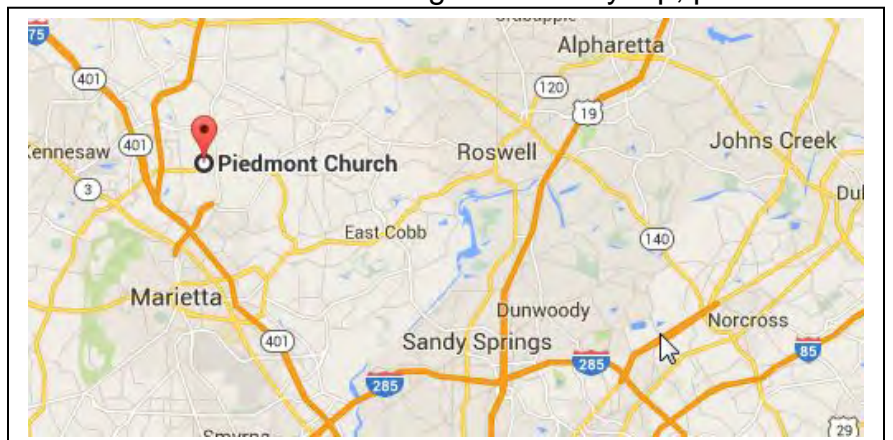 75
Alpharetta
401
120
19
Kennesaw
401
Piedmont Church
Roswell
Johns Creek
3
East Cobb
140
Marietta
Dunwoody
Norcross
401
Sandy Springs
285
285
85
29